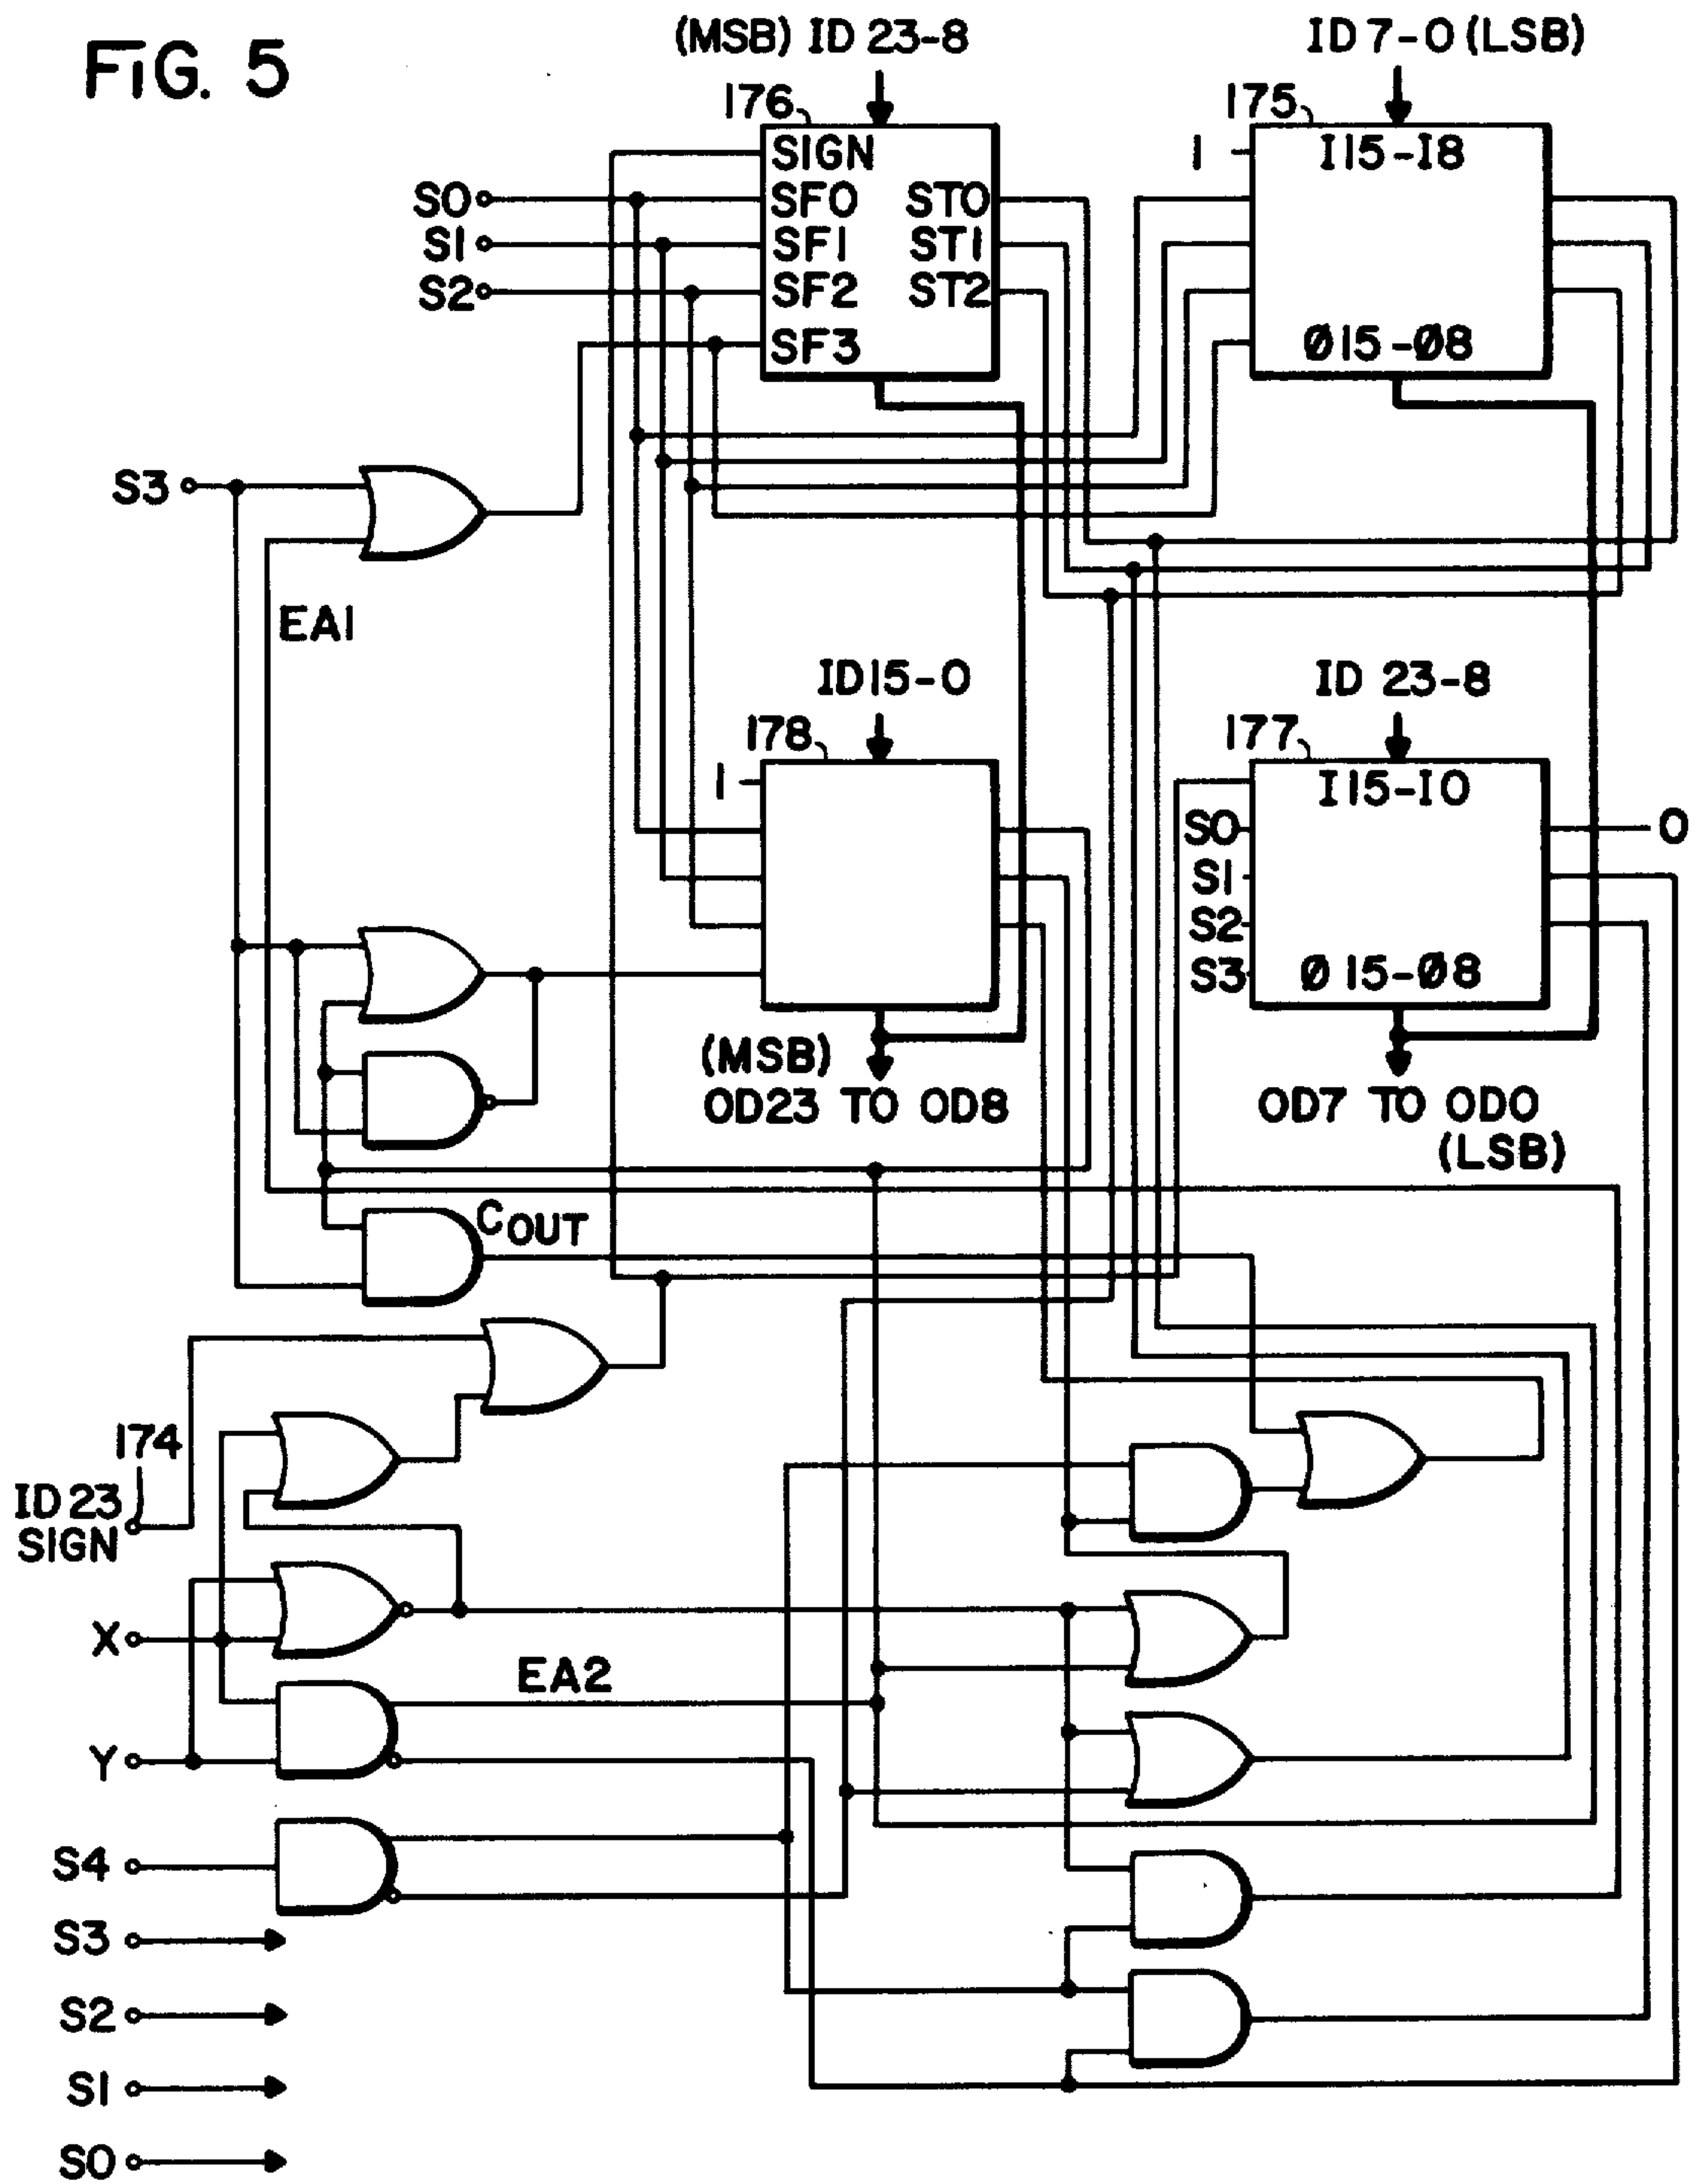 FIG. 5
(MSB) ID 23-8
ID 7-0 (LSB)
176
175
SIGN
SF0
SF1
SF2
SF3
ST0
ST1
ST2
1
I15-I8
Ø15-Ø8
S0
S1
S2
S3
EA1
ID15-0
ID 23-8
178
177
1
I15-I0
S0
S1
S2
S3
0
Ø15-Ø8
(MSB)
OD23 TO OD8
OD7 TO OD0
(LSB)
COUT
174
ID23
SIGN
X
EA2
Y
S4
S3
S2
S1
S0